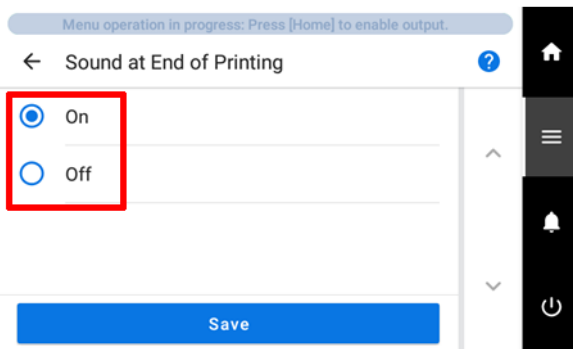 Menu operation in progress: Press [Home] to enable output.
Sound at End of Printing
?
On
Off
Save